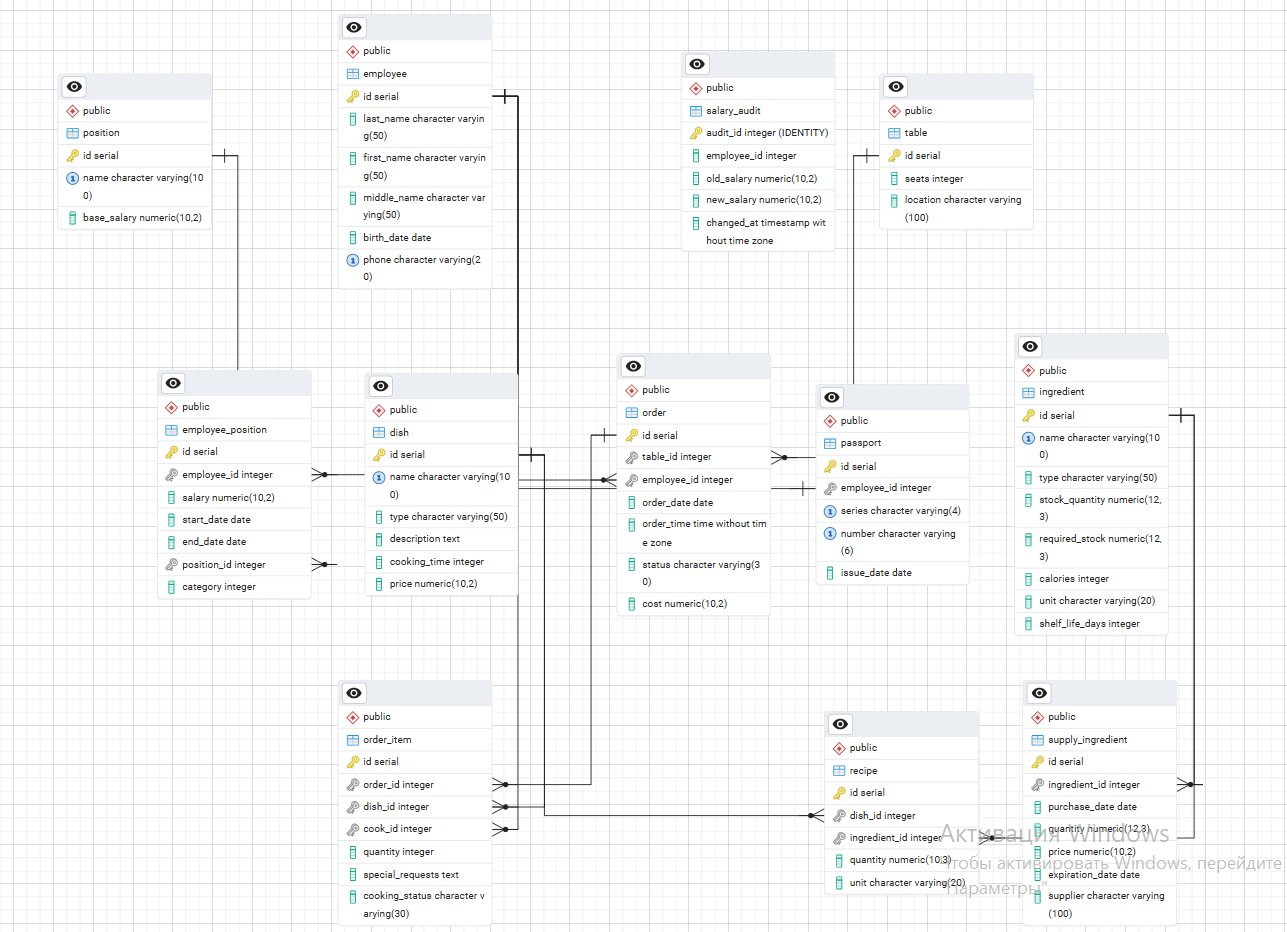 public
position
id serial
name character varying(10
0)
base_salary numeric(10,2)
public
employee
id serial
last_name character varyin
g(50)
first_name character varyin
g(50)
middle_name character var
ying(50)
birth_date date
phone character varying(2
0)
public
salary_audit
audit_id integer (IDENTITY)
employee_id integer
old_salary numeric(10,2)
new_salary numeric(10,2)
changed_at timestamp wit
hout time zone
public
table
id serial
seats integer
location character varying
(100)
public
employee_position
id serial
employee_id integer
salary numeric(10,2)
start_date date
end_date date
position_id integer
category integer
public
dish
id serial
name character varying(10
0)
type character varying(50)
description text
cooking_time integer
price numeric(10,2)
public
order
id serial
table_id integer
employee_id integer
order_date date
order_time time without tim
e zone
status character varying(3
0)
cost numeric(10,2)
public
passport
id serial
employee_id integer
series character varying(4)
number character varying
(6)
issue_date date
public
ingredient
id serial
name character varying(10
0)
type character varying(50)
stock_quantity numeric(12,
3)
required_stock numeric(12,
3)
calories integer
unit character varying(20)
shelf_life_days integer
public
order_item
id serial
order_id integer
dish_id integer
cook_id integer
quantity integer
special_requests text
cooking_status character v
arying(30)
public
recipe
id serial
dish_id integer
ingredient_id integer
quantity numeric(10,3)
unit character varying(20)
public
supply_ingredient
id serial
ingredient_id integer
purchase_date date
quantity numeric(12,3)
price numeric(10,2)
expiration_date date
supplier character varying
(100)
Активация Windows
Чтобы активировать Windows, перейдите
"Параметры".